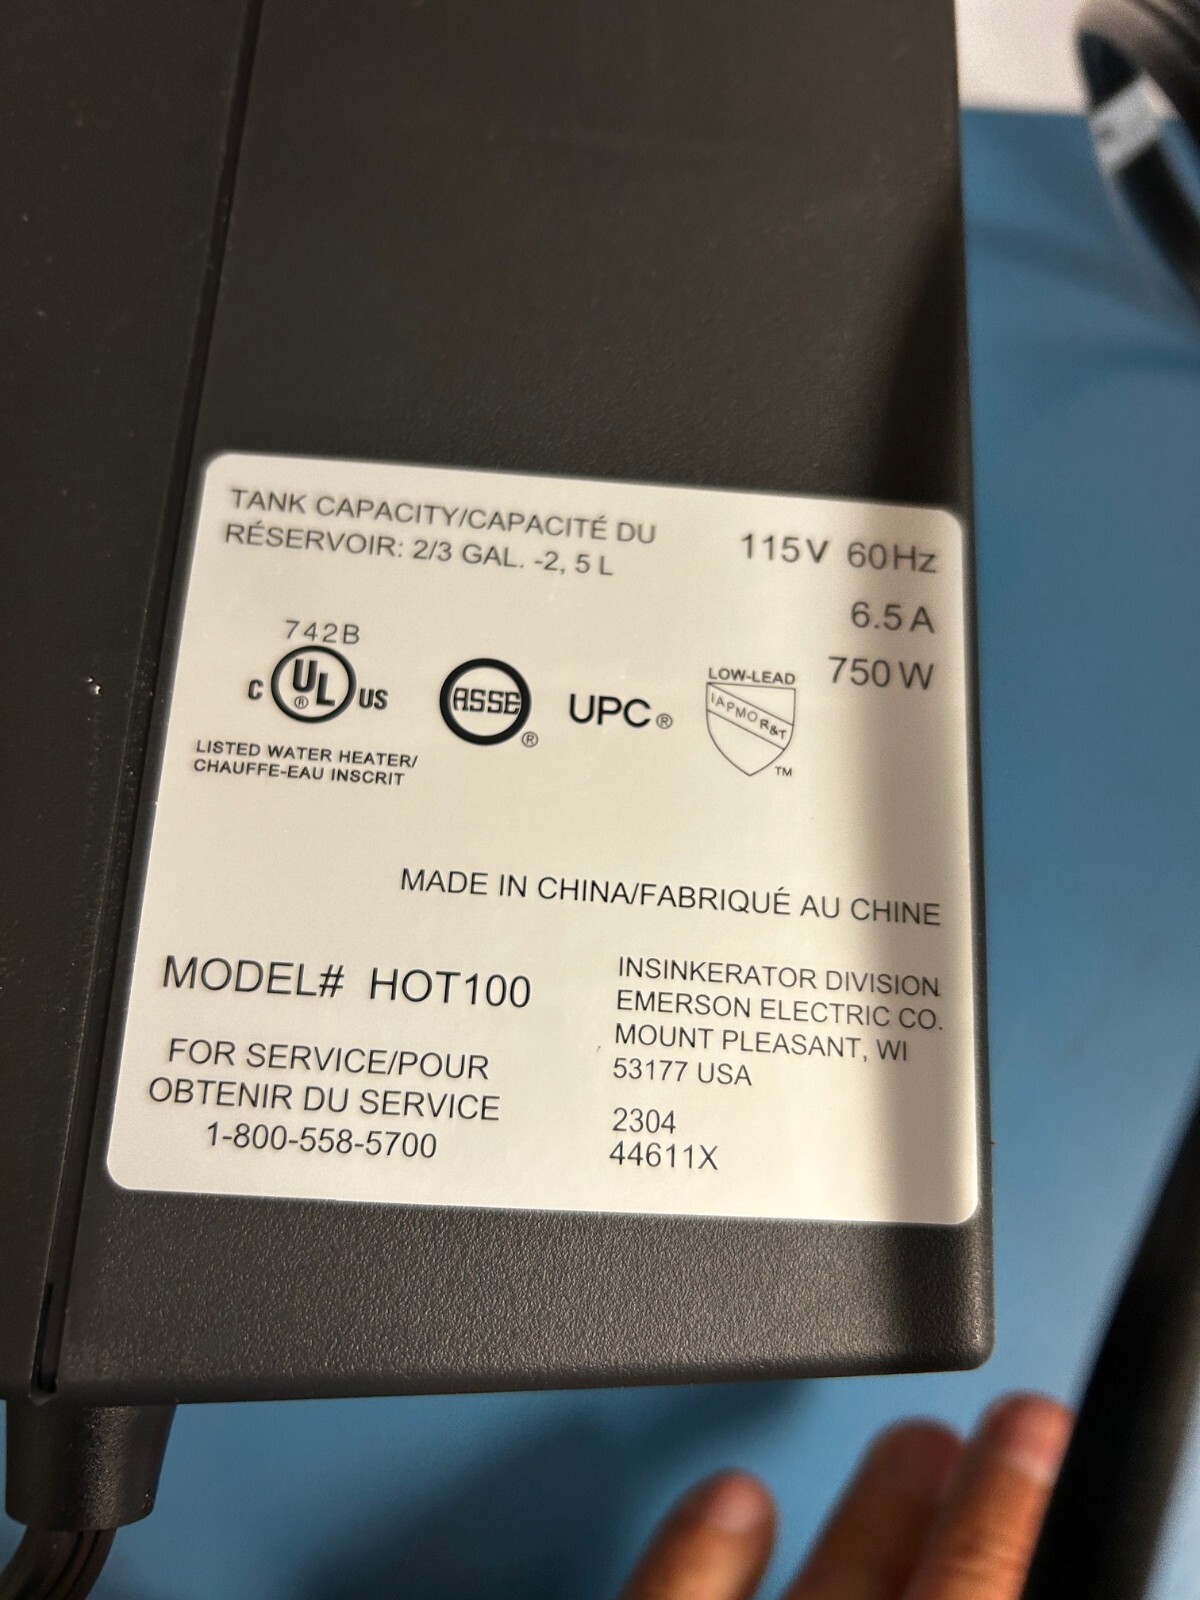 TANK CAPACITY/CAPACITÉ DU
RÉSERVOIR: 2/3 GAL. -2, 5 L
115V 60Hz
6.5 A
750 W
742B
C UL® US
LISTED WATER HEATER/
CHAUFFE-EAU INSCRIT
ASSE®
UPC®
LOW-LEAD
IAPMO R&T
TM
MADE IN CHINA/FABRIQUÉ AU CHINE
MODEL# HOT100
FOR SERVICE/POUR
OBTENIR DU SERVICE
1-800-558-5700
INSINKERATOR DIVISION
EMERSON ELECTRIC CO.
MOUNT PLEASANT, WI
53177 USA
2304
44611X